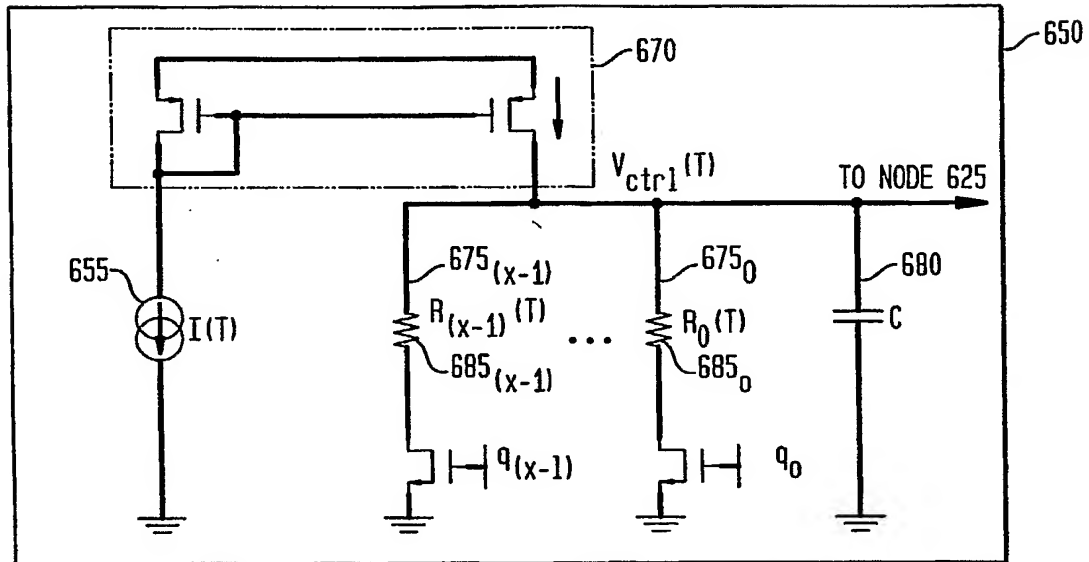 650
670
V_ctrl(T)
TO NODE 625
655
I(T)
675_(x-1)
675_0
680
R_(x-1)(T)
R_0(T)
C
...
685_(x-1)
685_0
q_(x-1)
q_0